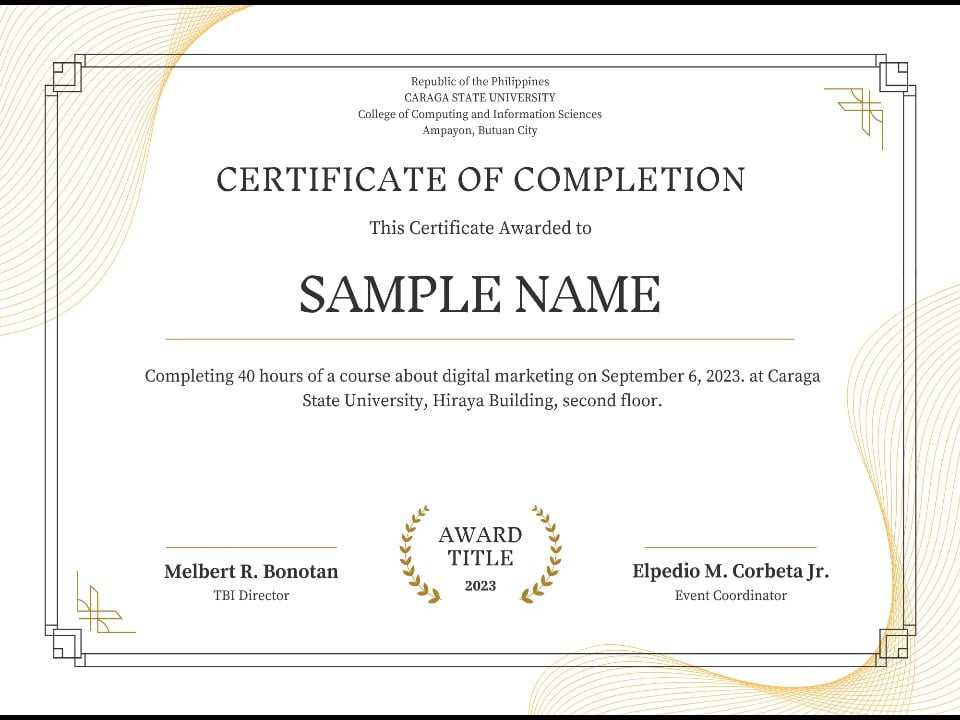 Republic of the Philippines
CARAGA STATE UNIVERSITY
College of Computing and Information Sciences
Ampayon, Butuan City
CERTIFICATE OF COMPLETION
This Certificate Awarded to
SAMPLE NAME
Completing 40 hours of a course about digital marketing on September 6, 2023. at Caraga
State University, Hiraya Building, second floor.
AWARD
TITLE
2023
Melbert R. Bonotan
TBI Director
Elpedio M. Corbeta Jr.
Event Coordinator